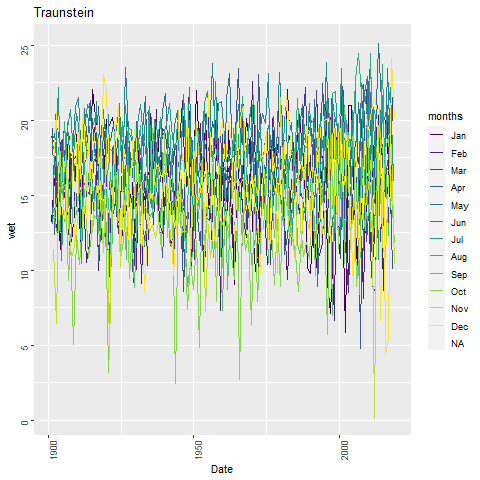 Traunstein
wet
25
20
15
10
5
0
1900
1950
2000
Date
months
Jan
Feb
Mar
Apr
May
Jun
Jul
Aug
Sep
Oct
Nov
Dec
NA